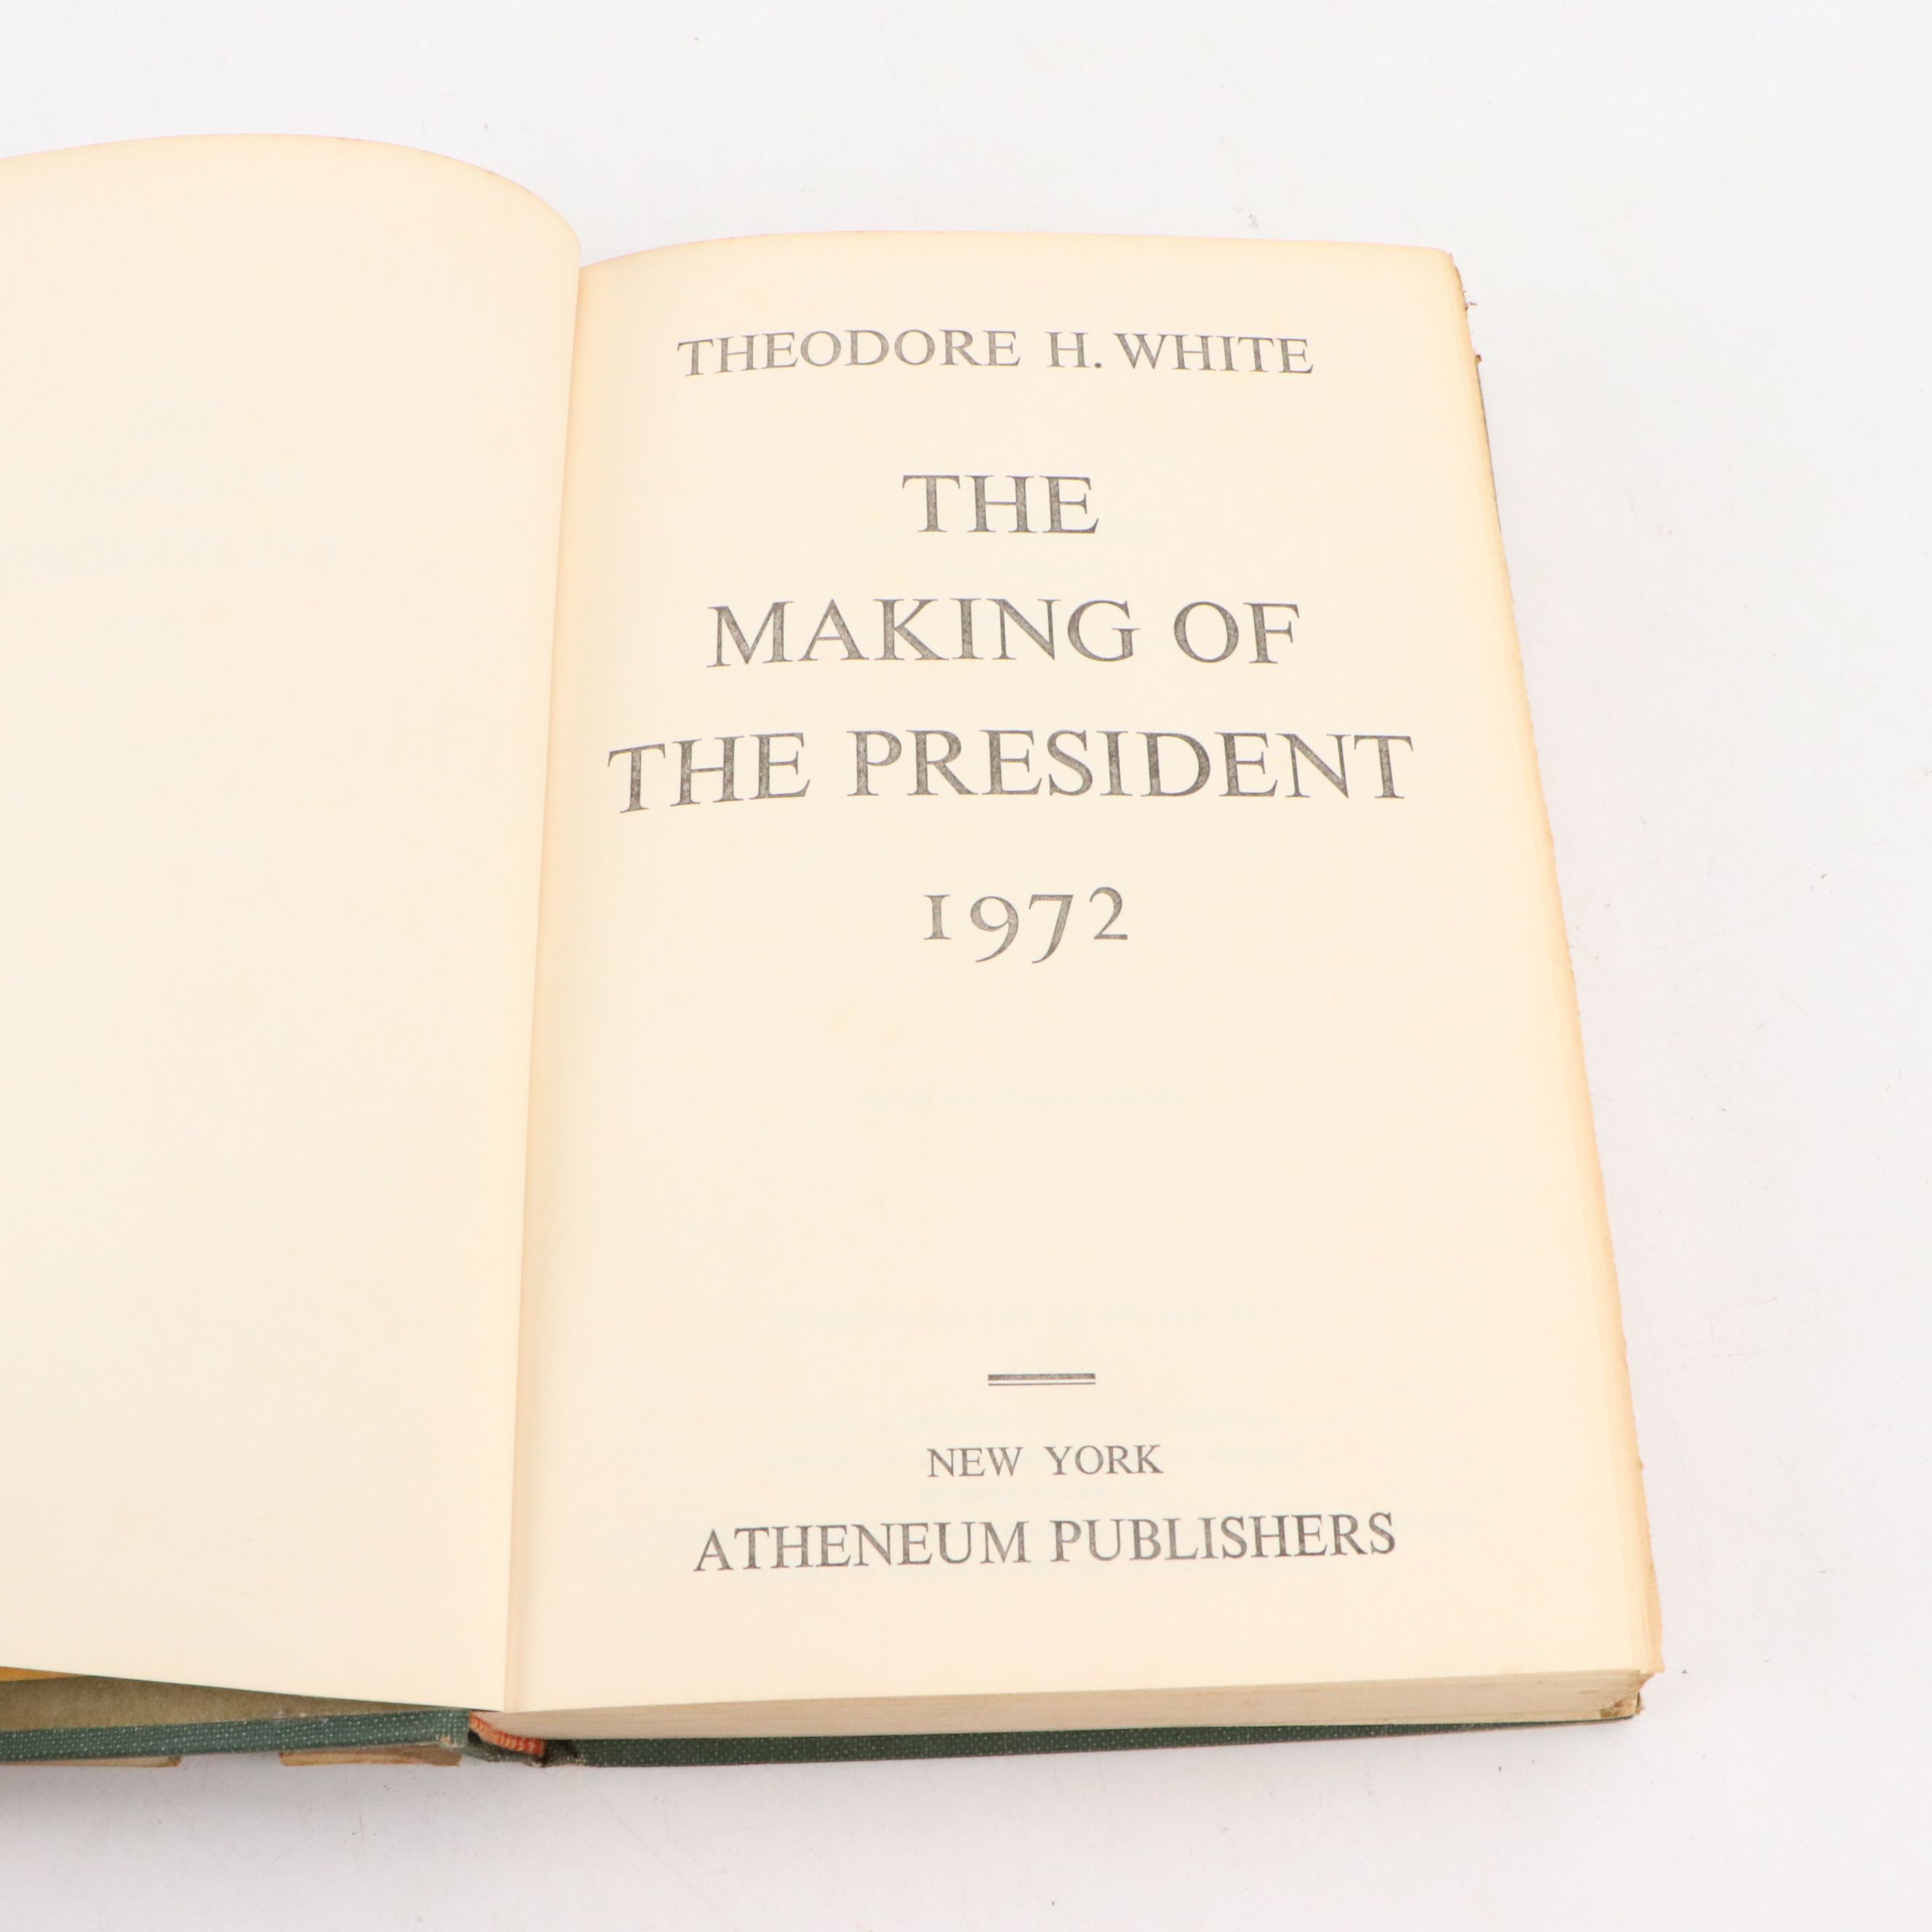 THEODORE H. WHITE
THE
MAKING OF
THE PRESIDENT
1972
NEW YORK
ATHENEUM PUBLISHERS